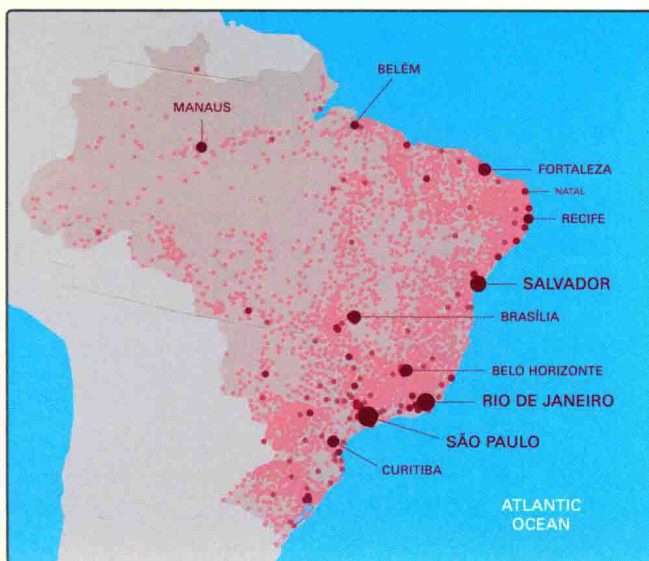 BELÉM
MANAUS
FORTALEZA
NATAL
RECIFE
SALVADOR
BRASÍLIA
BELO HORIZONTE
RIO DE JANEIRO
SÃO PAULO
CURITIBA
ATLANTIC
OCEAN